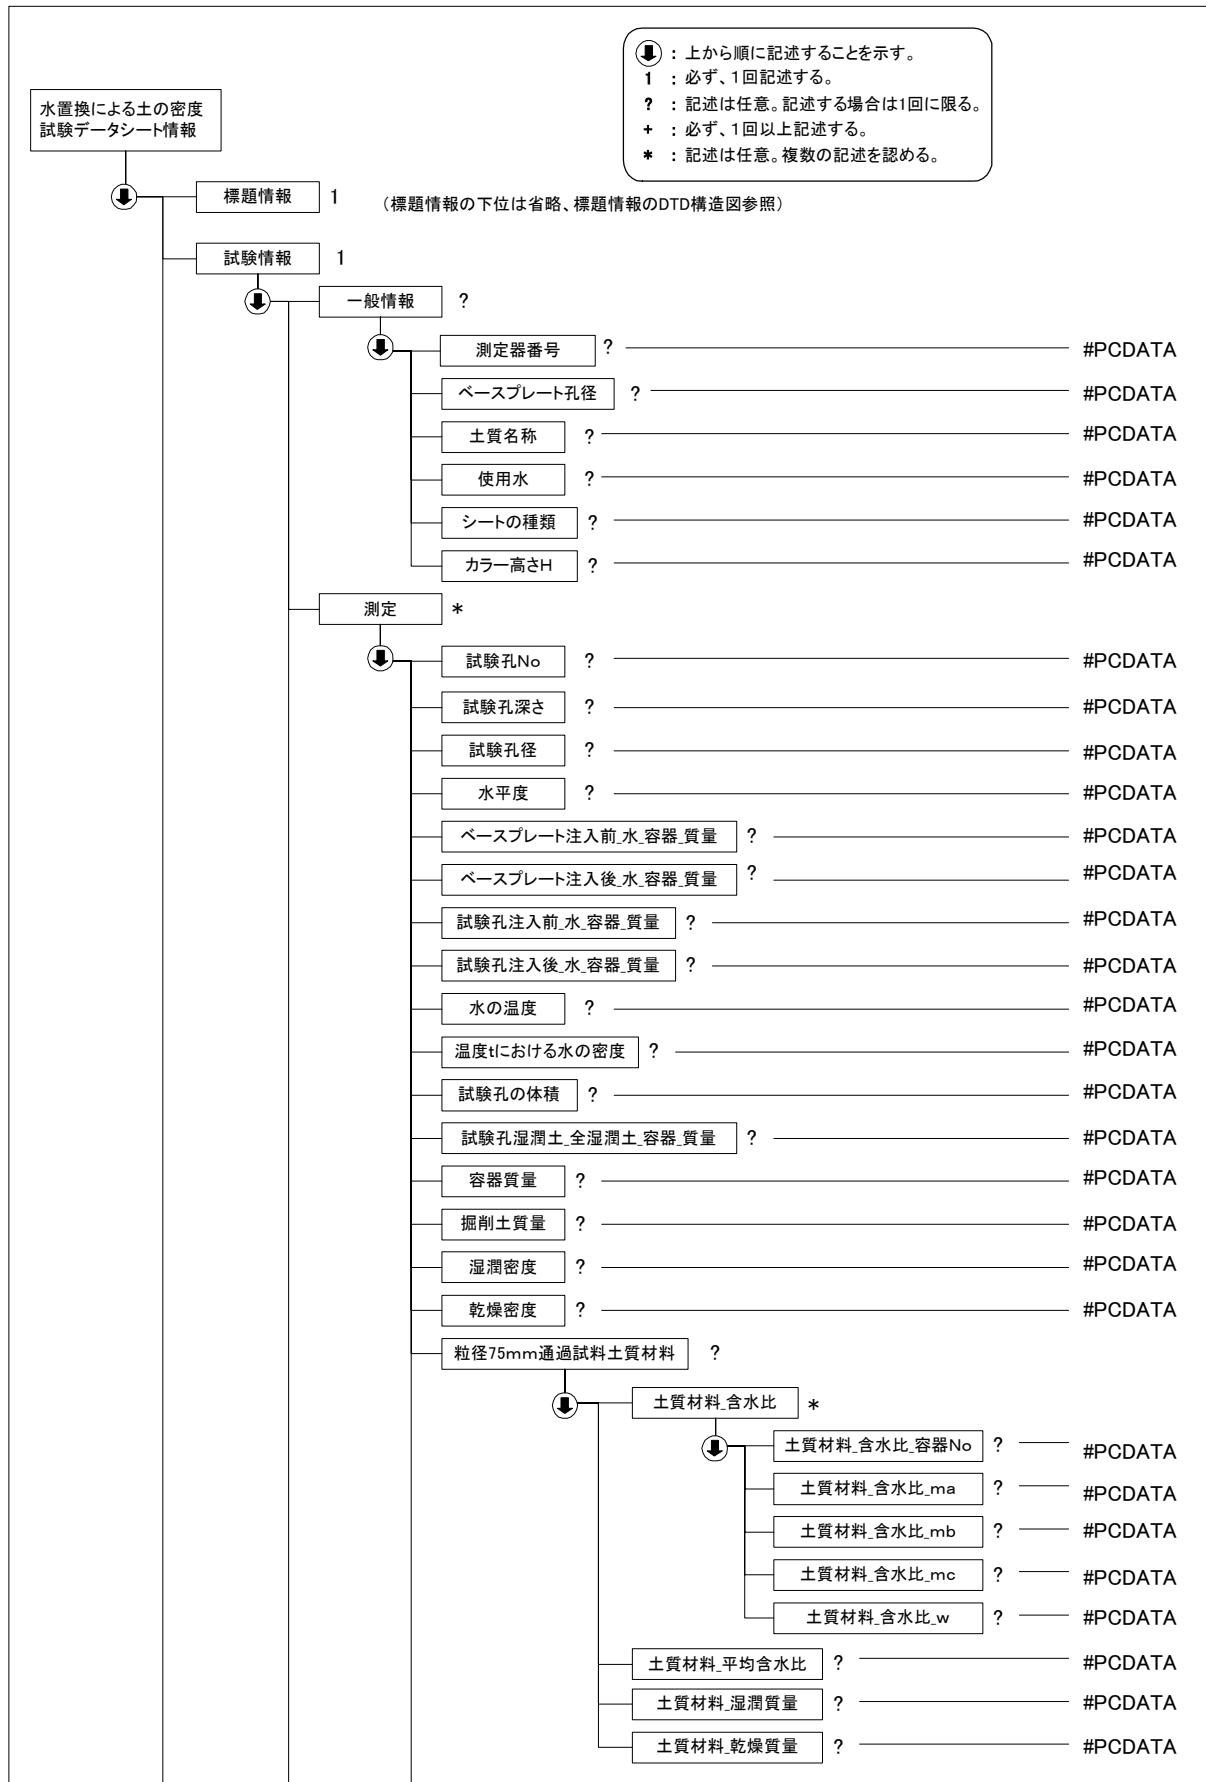 ⬇ : 上から順に記述することを示す。
1 : 必ず、1回記述する。
? : 記述は任意。記述する場合は1回に限る。
+ : 必ず、1回以上記述する。
* : 記述は任意。複数の記述を認める。
水置換による土の密度
試験データシート情報
標題情報 1 (標題情報の下位は省略、標題情報のDTD構造図参照)
試験情報 1
一般情報 ?
測定器番号 ? #PCDATA
ベースプレート孔径 ? #PCDATA
土質名称 ? #PCDATA
使用水 ? #PCDATA
シートの種類 ? #PCDATA
カラー高さH ? #PCDATA
測定 *
試験孔No ? #PCDATA
試験孔深さ ? #PCDATA
試験孔径 ? #PCDATA
水平度 ? #PCDATA
ベースプレート注入前_水_容器_質量 ? #PCDATA
ベースプレート注入後_水_容器_質量 ? #PCDATA
試験孔注入前_水_容器_質量 ? #PCDATA
試験孔注入後_水_容器_質量 ? #PCDATA
水の温度 ? #PCDATA
温度tにおける水の密度 ? #PCDATA
試験孔の体積 ? #PCDATA
試験孔湿潤土_全湿潤土_容器_質量 ? #PCDATA
容器質量 ? #PCDATA
掘削土質量 ? #PCDATA
湿潤密度 ? #PCDATA
乾燥密度 ? #PCDATA
粒径75mm通過試料土質材料 ?
土質材料_含水比 *
土質材料_含水比_容器No ? #PCDATA
土質材料_含水比_ma ? #PCDATA
土質材料_含水比_mb ? #PCDATA
土質材料_含水比_mc ? #PCDATA
土質材料_含水比_w ? #PCDATA
土質材料_平均含水比 ? #PCDATA
土質材料_湿潤質量 ? #PCDATA
土質材料_乾燥質量 ? #PCDATA